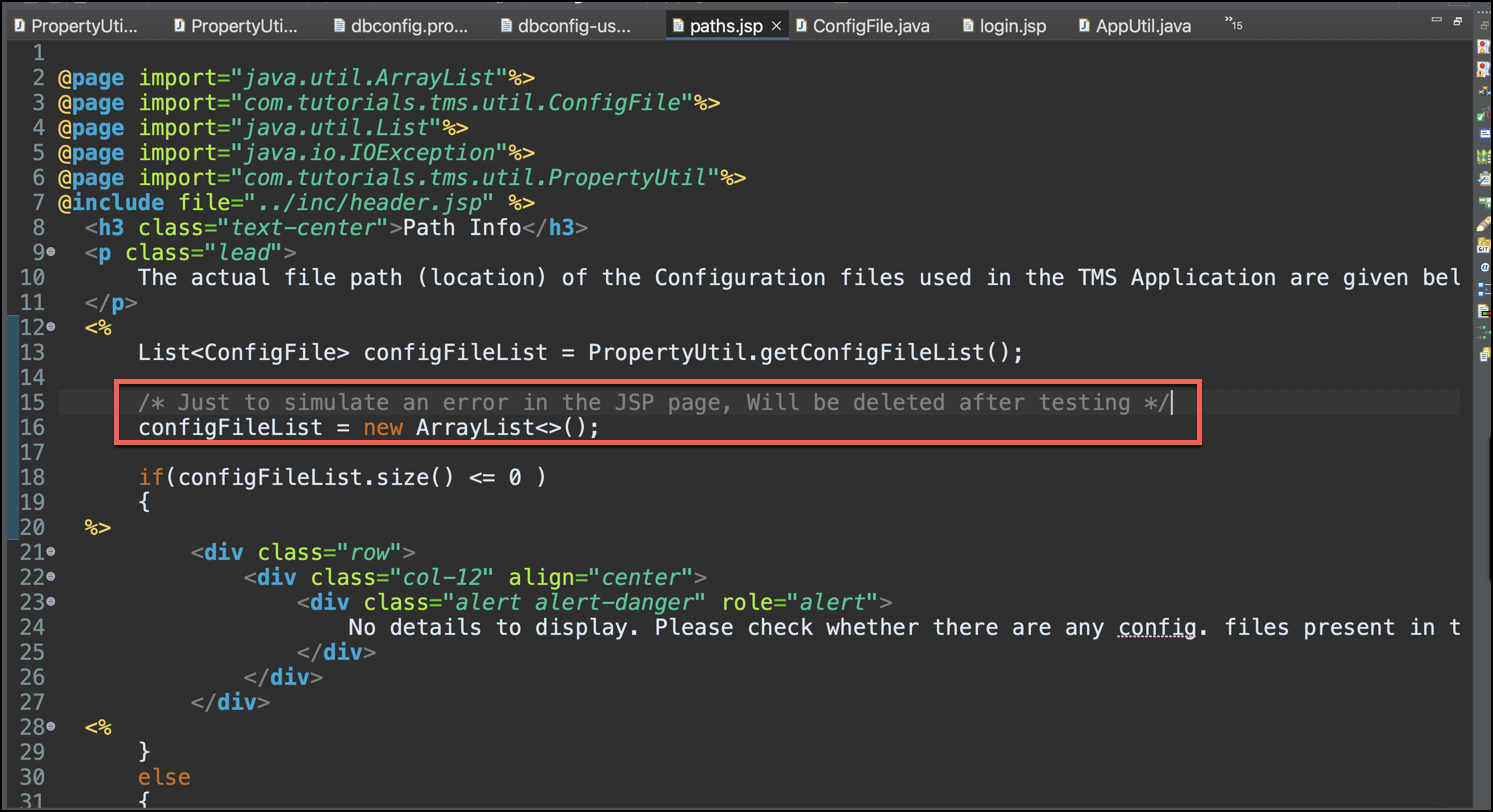 PropertyUti... PropertyUti... dbconfig.pro... dbconfig-us... paths.jsp ConfigFile.java login.jsp AppUtil.java »15
1
2 @page import="java.util.ArrayList"%>
3 @page import="com.tutorials.tms.util.ConfigFile"%>
4 @page import="java.util.List"%>
5 @page import="java.io.IOException"%>
6 @page import="com.tutorials.tms.util.PropertyUtil"%>
7 @include file="../inc/header.jsp" %>
8 <h3 class="text-center">Path Info</h3>
9 <p class="lead">
10 The actual file path (location) of the Configuration files used in the TMS Application are given bel
11 </p>
12 <%
13 List<ConfigFile> configFileList = PropertyUtil.getConfigFileList();
14
15 /* Just to simulate an error in the JSP page, Will be deleted after testing */
16 configFileList = new ArrayList<>();
17
18 if(configFileList.size() <= 0 )
19 {
20 %>
21 <div class="row">
22 <div class="col-12" align="center">
23 <div class="alert alert-danger" role="alert">
24 No details to display. Please check whether there are any config. files present in t
25 </div>
26 </div>
27 </div>
28 <%
29 }
30 else
31 {